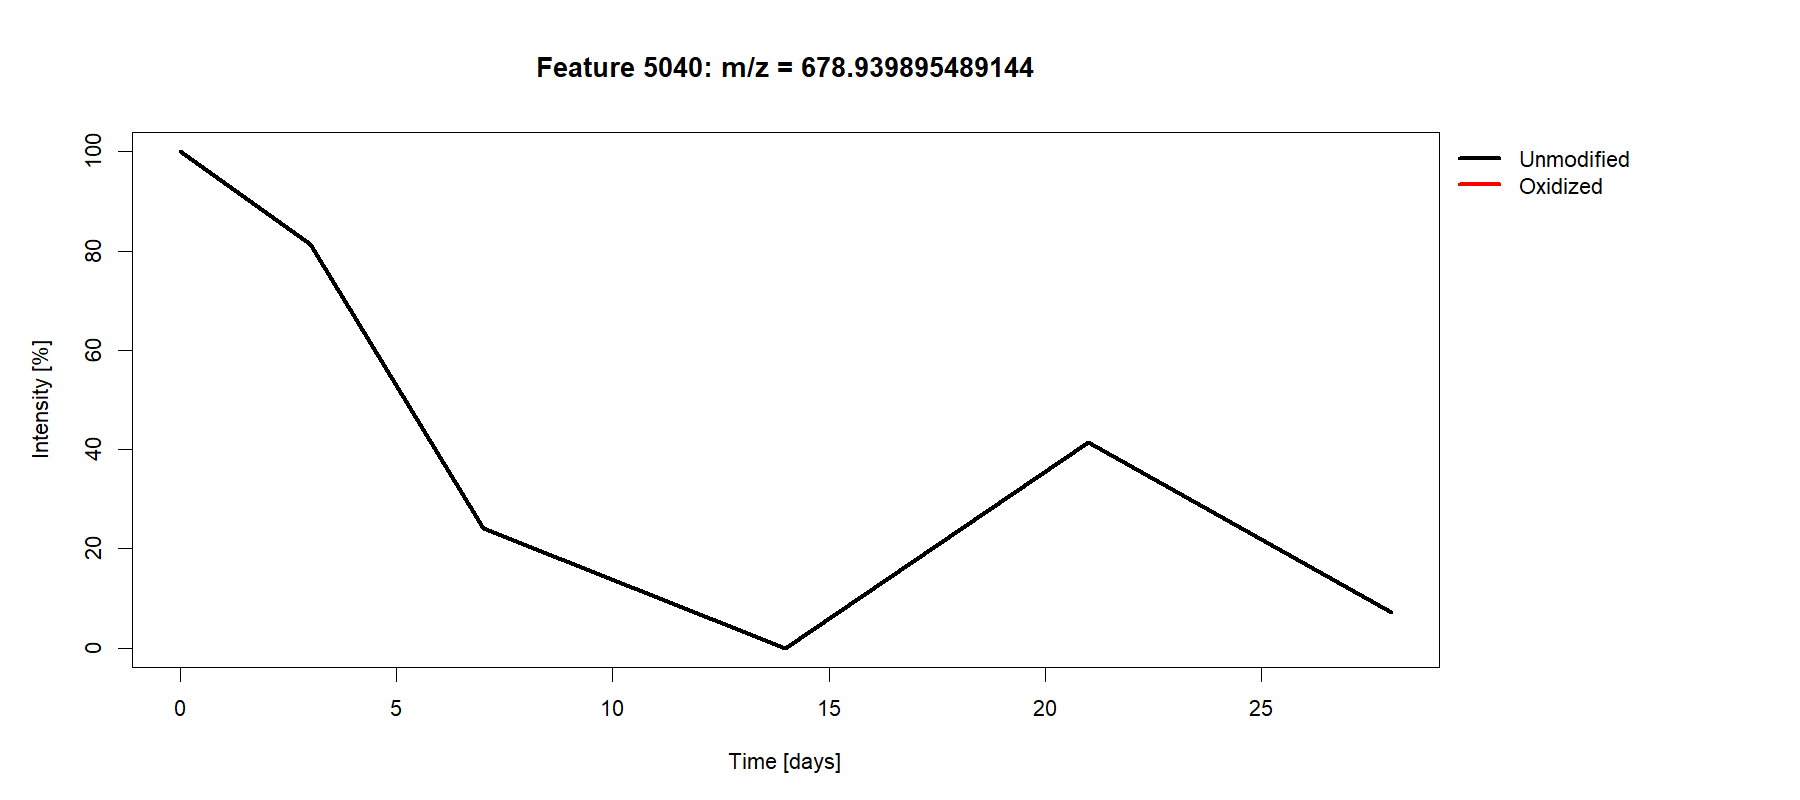 Feature 5040: m/z = 678.939895489144
Unmodified
Oxidized
Intensity [%]
100
80
60
40
20
0
0 5 10 15 20 25
Time [days]